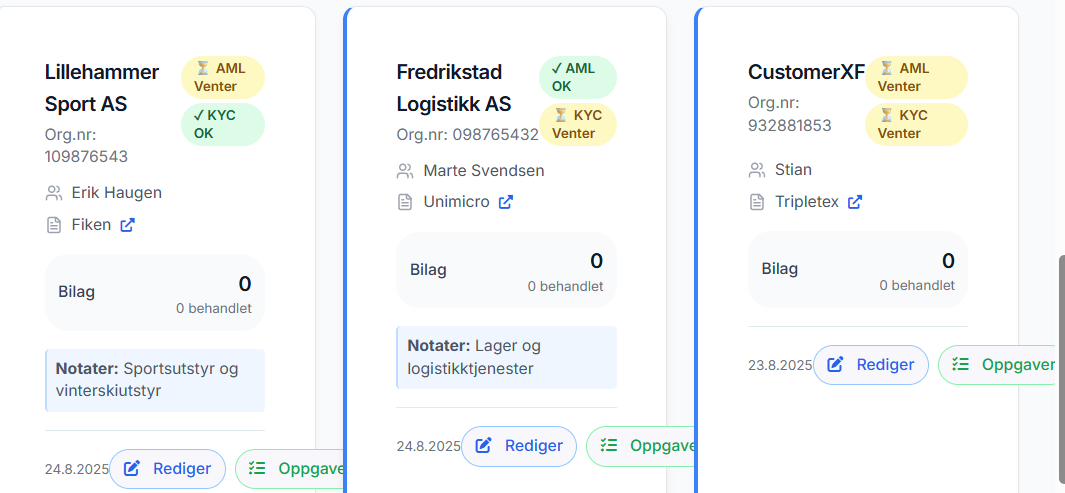 Lillehammer
Sport AS
⏳ AML
Venter
✓ KYC
OK
Org.nr:
109876543
Erik Haugen
Fiken
Bilag
0
0 behandlet
Notater: Sportsutstyr og
vinterskiutstyr
24.8.2025
Rediger
Oppgave
Fredrikstad
Logistikk AS
✓ AML
OK
⏳ KYC
Venter
Org.nr: 098765432
Marte Svendsen
Unimicro
Bilag
0
0 behandlet
Notater: Lager og
logistikktjenester
24.8.2025
Rediger
Oppgave
CustomerXF
⏳ AML
Venter
⏳ KYC
Venter
Org.nr:
932881853
Stian
Tripletex
Bilag
0
0 behandlet
23.8.2025
Rediger
Oppgaver